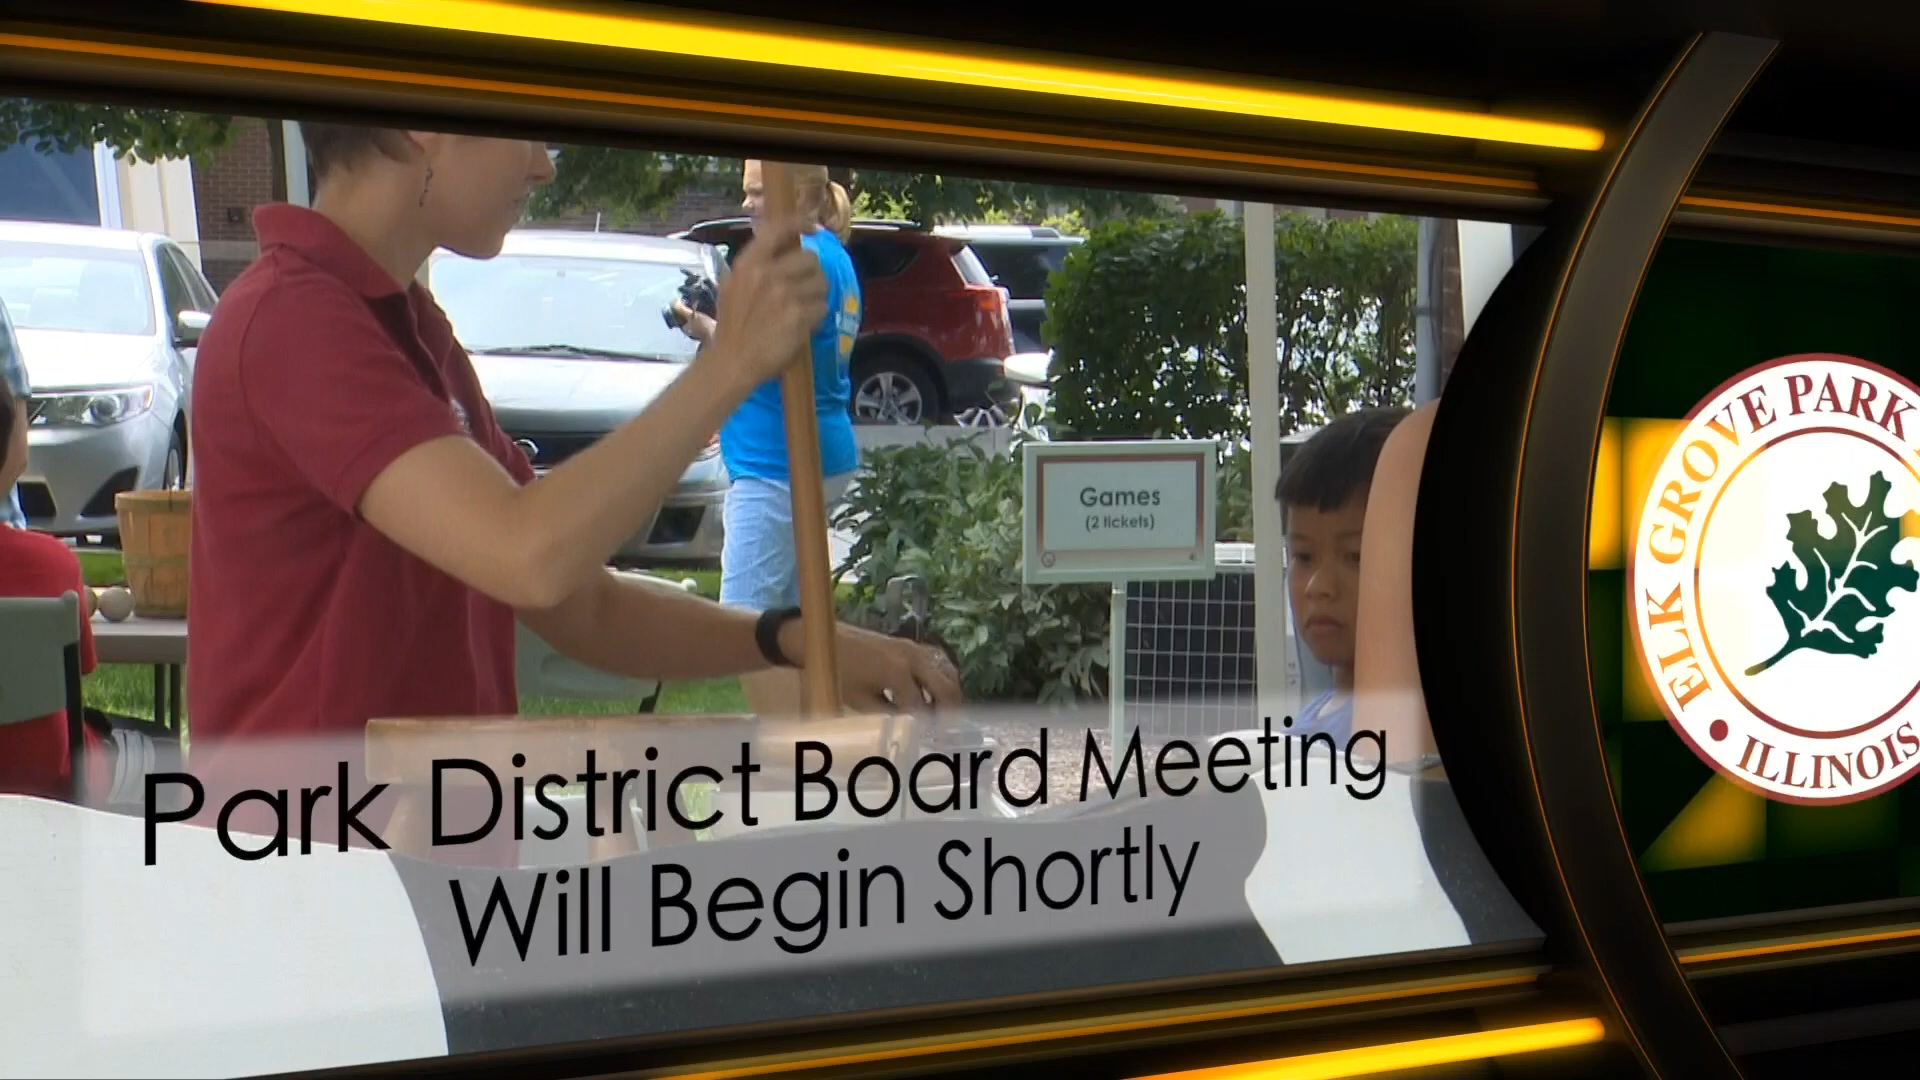 Games
(2 tickets)
Park District Board Meeting
Will Begin Shortly
ELK GROVE PARK
ILLINOIS